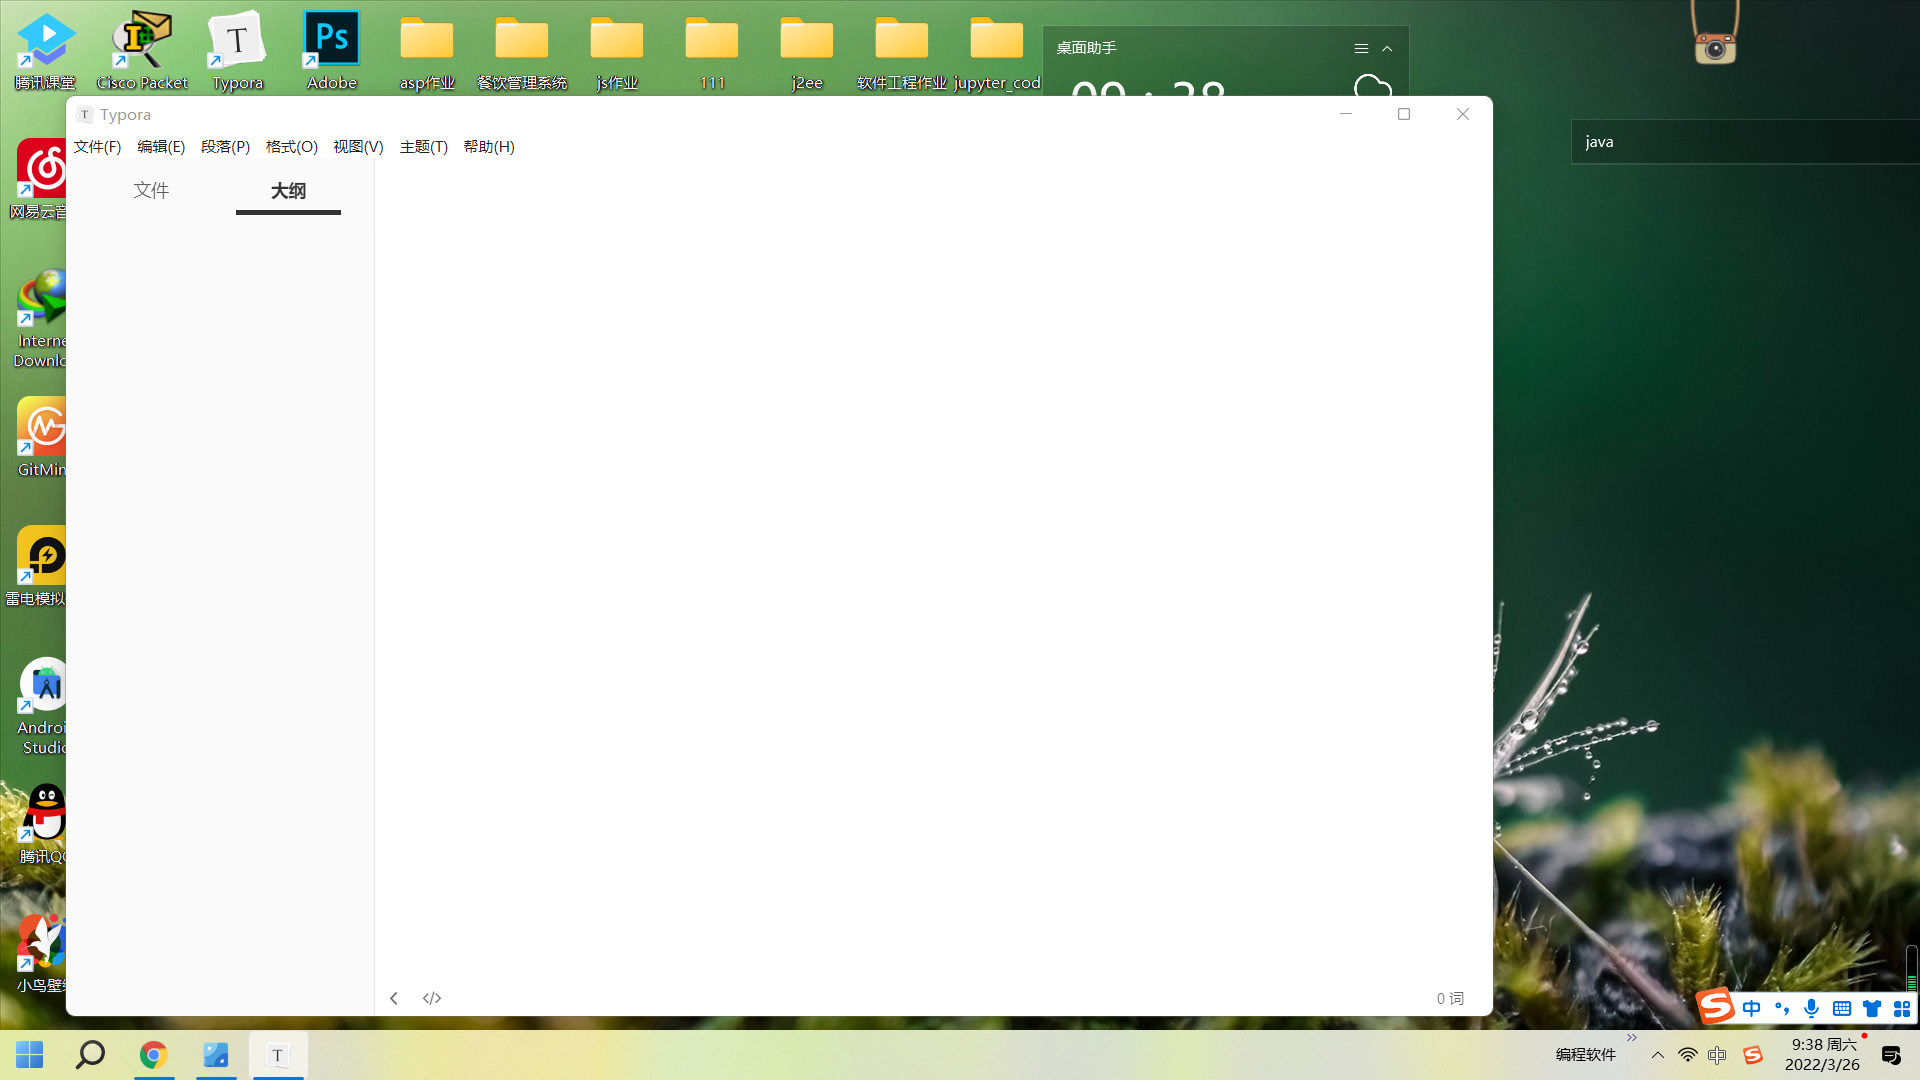 腾讯课堂
Cisco Packet
Typora
Adobe
asp作业
餐饮管理系统
js作业
111
j2ee
软件工程作业
jupyter_cod
桌面助手
java
Typora
文件(F) 编辑(E) 段落(P) 格式(O) 视图(V) 主题(T) 帮助(H)
文件 大纲
网易云音
Interne
Downlo
GitMin
雷电模拟
Androi
Studio
腾讯QQ
小鸟壁纸
0 词
中
编程软件
中
9:38 周六
2022/3/26